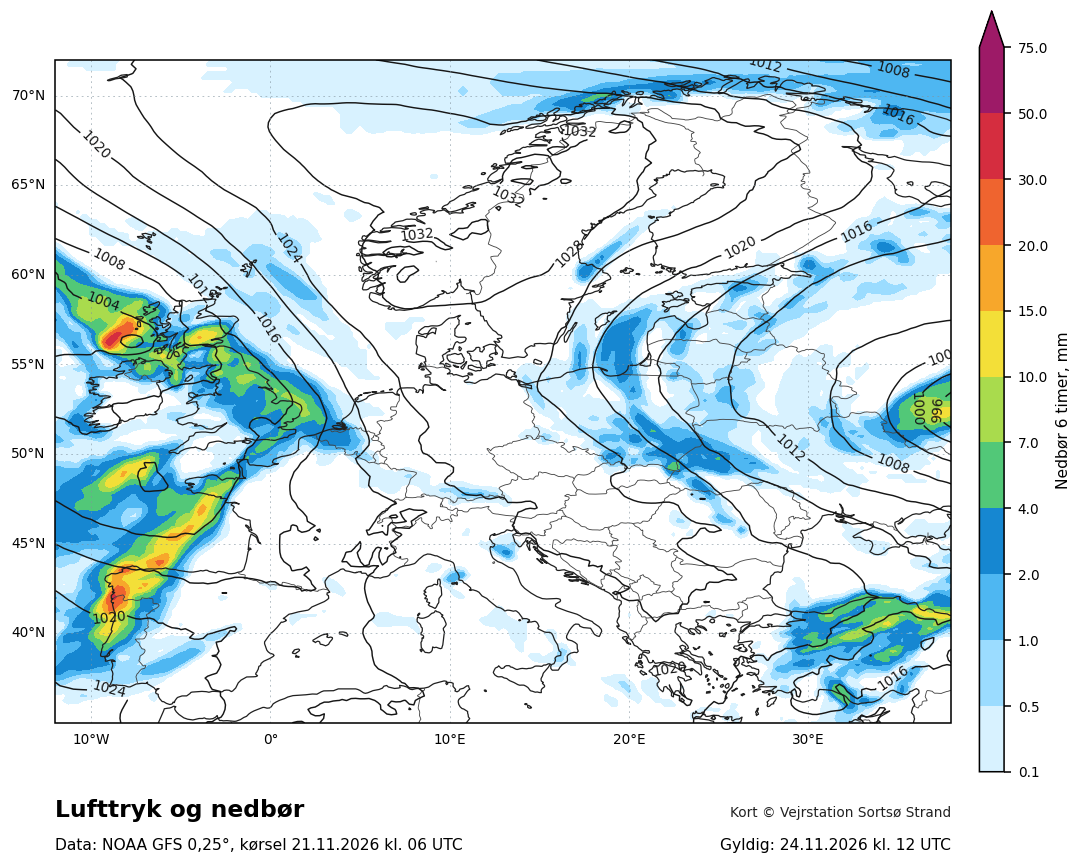 75.0
50.0
30.0
20.0
15.0
10.0
7.0
4.0
2.0
1.0
0.5
0.1
Nedbør 6 timer, mm
70°N
65°N
60°N
55°N
50°N
45°N
40°N
10°W
0°
10°E
20°E
30°E
1012
1008
1016
1020
1032
1032
1032
1028
1024
1020
1016
1008
1004
1016
1012
1008
1000
996
1020
1024
1020
1016
Lufttryk og nedbør
Kort © Vejrstation Sortsø Strand
Data: NOAA GFS 0,25°, kørsel 21.11.2026 kl. 06 UTC
Gyldig: 24.11.2026 kl. 12 UTC